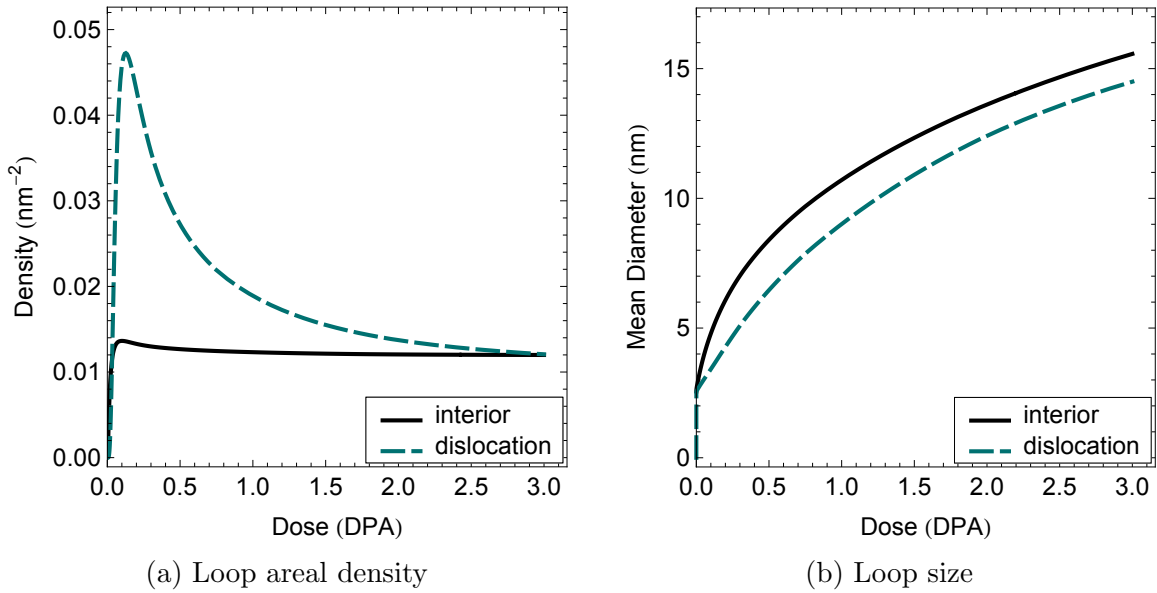 0.05
0.04
0.03
0.02
0.01
0.00
Density (nm⁻²)
interior
dislocation
0.0 0.5 1.0 1.5 2.0 2.5 3.0
Dose (DPA)
(a) Loop areal density
15
10
5
0
Mean Diameter (nm)
interior
dislocation
0.0 0.5 1.0 1.5 2.0 2.5 3.0
Dose (DPA)
(b) Loop size